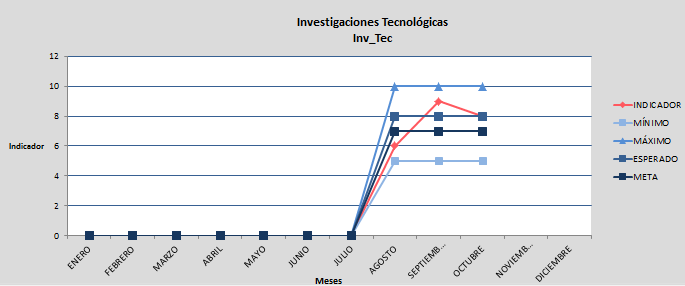 Investigaciones Tecnológicas
Inv_Tec
12
10
8
6
4
2
0
Indicador
ENERO
FEBRERO
MARZO
ABRIL
MAYO
JUNIO
JULIO
AGOSTO
SEPTIEMB...
OCTUBRE
NOVIEMB...
DICIEMBRE
Meses
INDICADOR
MÍNIMO
MÁXIMO
ESPERADO
META